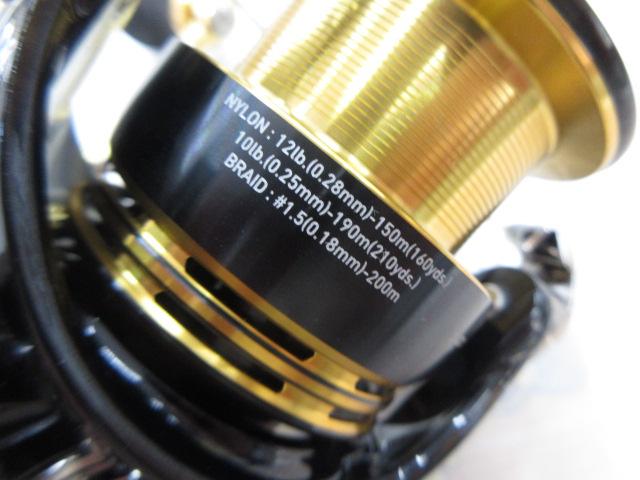 NYLON : 12lb.(0.28mm)-150m(160yds.)
10lb.(0.25mm)-190m(210yds.)
BRAID : #1.5(0.18mm)-200m